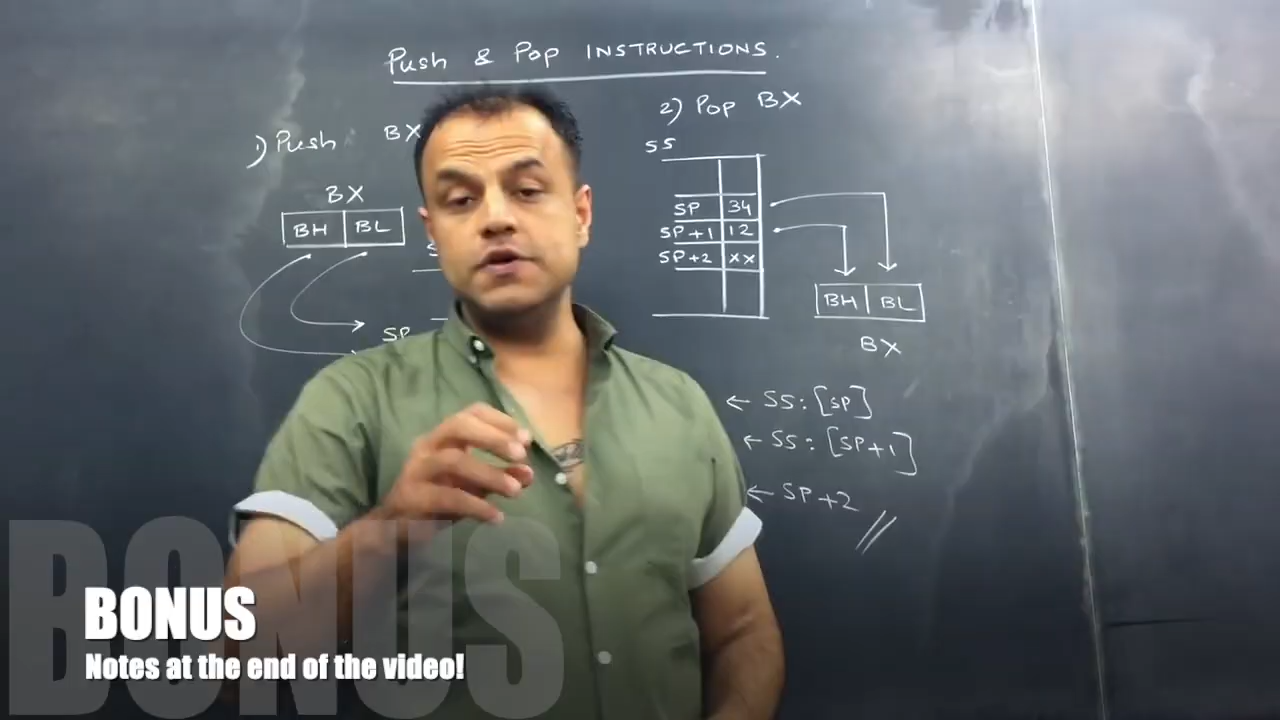 Push & Pop INSTRUCTIONS.
1) Push BX
BX
BH BL
SP
2) Pop BX
SS
SP 34
SP+1 12
SP+2 xx
BH BL
BX
← SS:[SP]
← SS:[SP+1]
← SP+2 //
BONUS
BONUS
Notes at the end of the video!